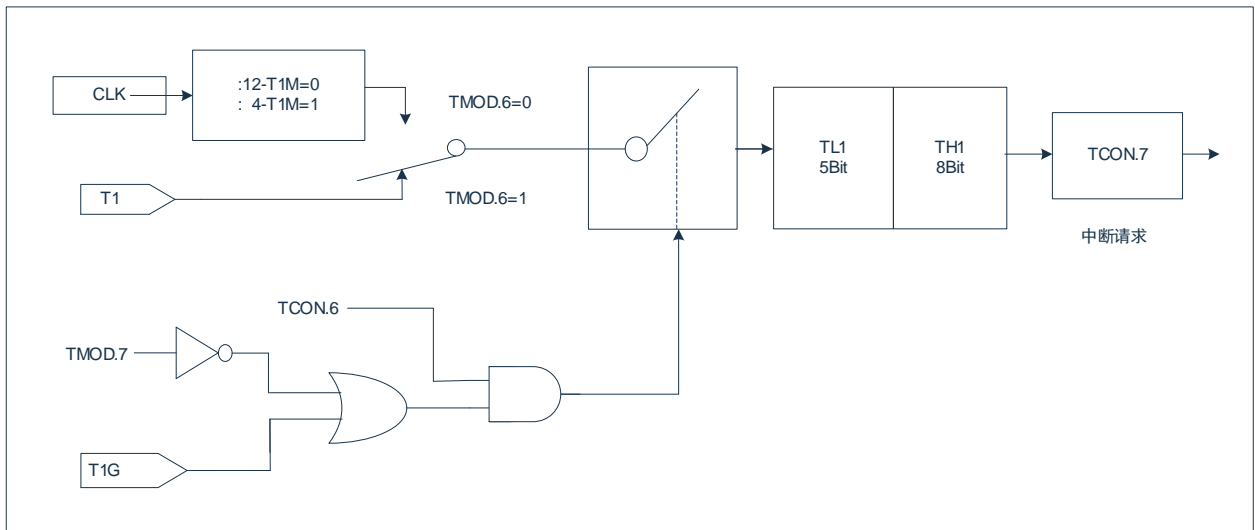 CLK
:12-T1M=0
: 4-T1M=1
TMOD.6=0
T1
TMOD.6=1
TL1
5Bit
TH1
8Bit
TCON.7
中断请求
TCON.6
TMOD.7
T1G